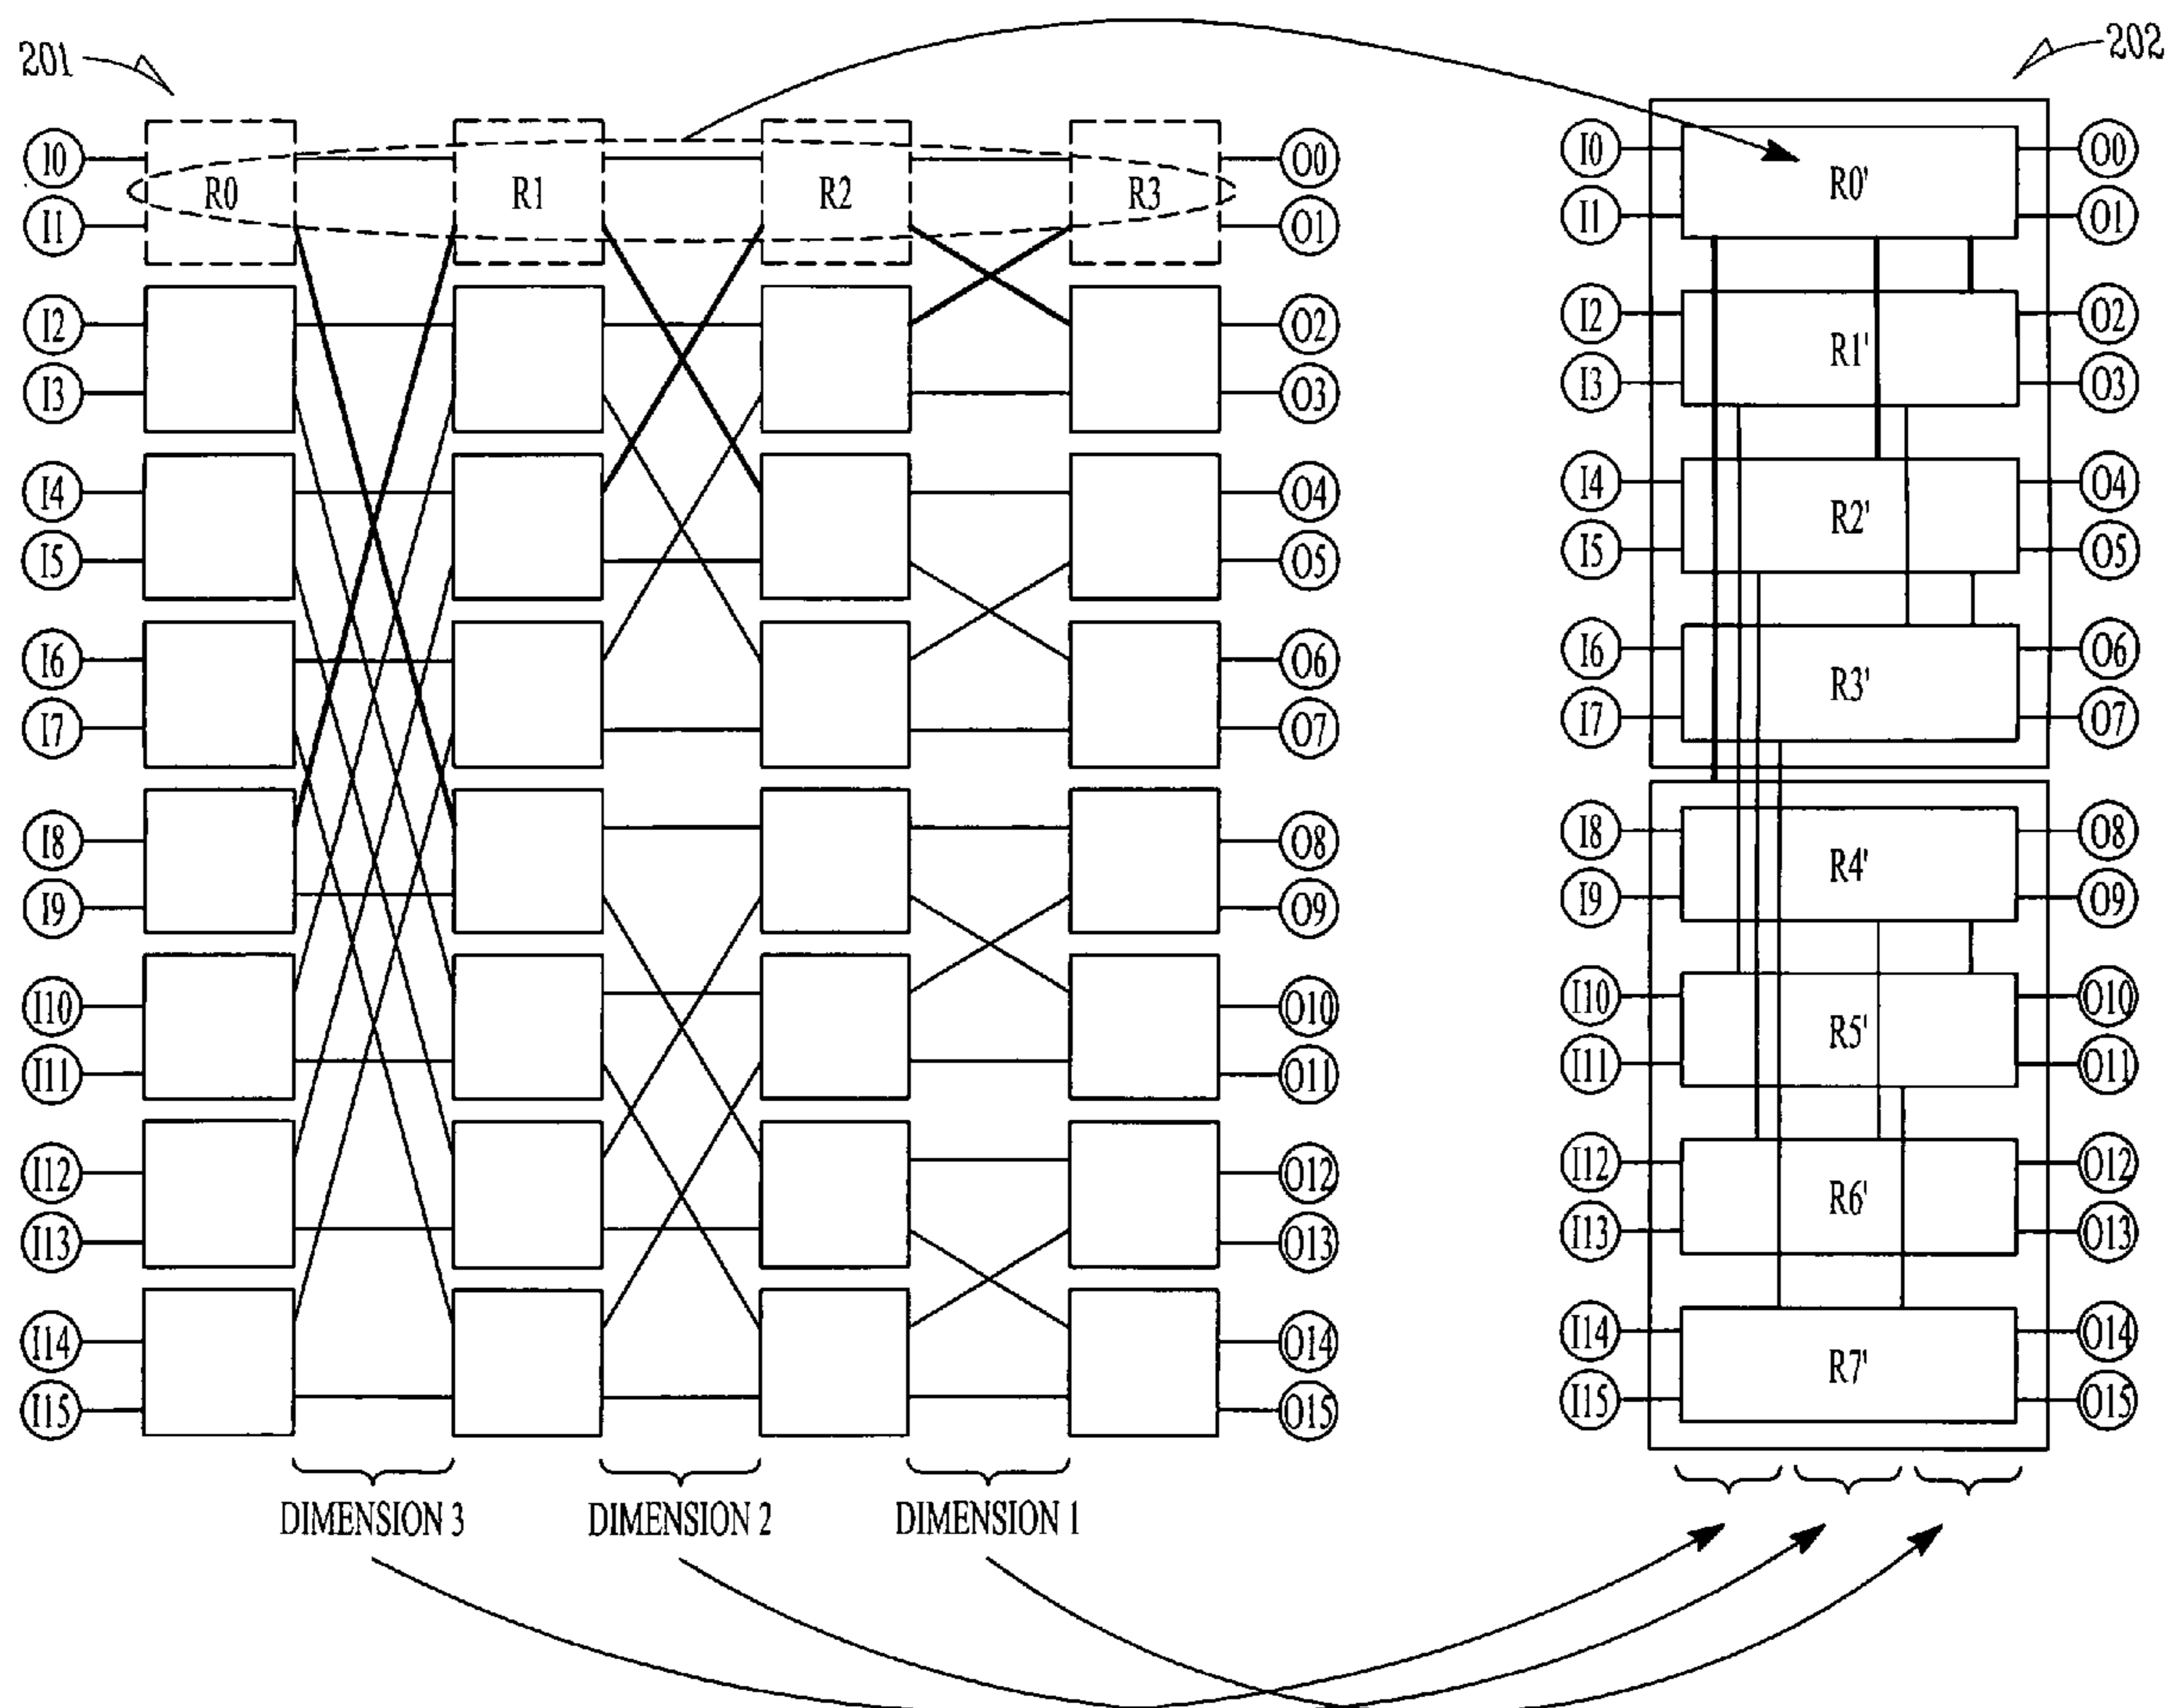 201
202
I0
R0
R1
R2
R3
O0
I1
O1
I2
O2
I3
O3
I4
O4
I5
O5
I6
O6
I7
O7
I8
O8
I9
O9
I10
O10
I11
O11
I12
O12
I13
O13
I14
O14
I15
O15
DIMENSION 3
DIMENSION 2
DIMENSION 1
I0
R0'
O0
I1
O1
I2
R1'
O2
I3
O3
I4
R2'
O4
I5
O5
I6
R3'
O6
I7
O7
I8
R4'
O8
I9
O9
I10
R5'
O10
I11
O11
I12
R6'
O12
I13
O13
I14
R7'
O14
I15
O15